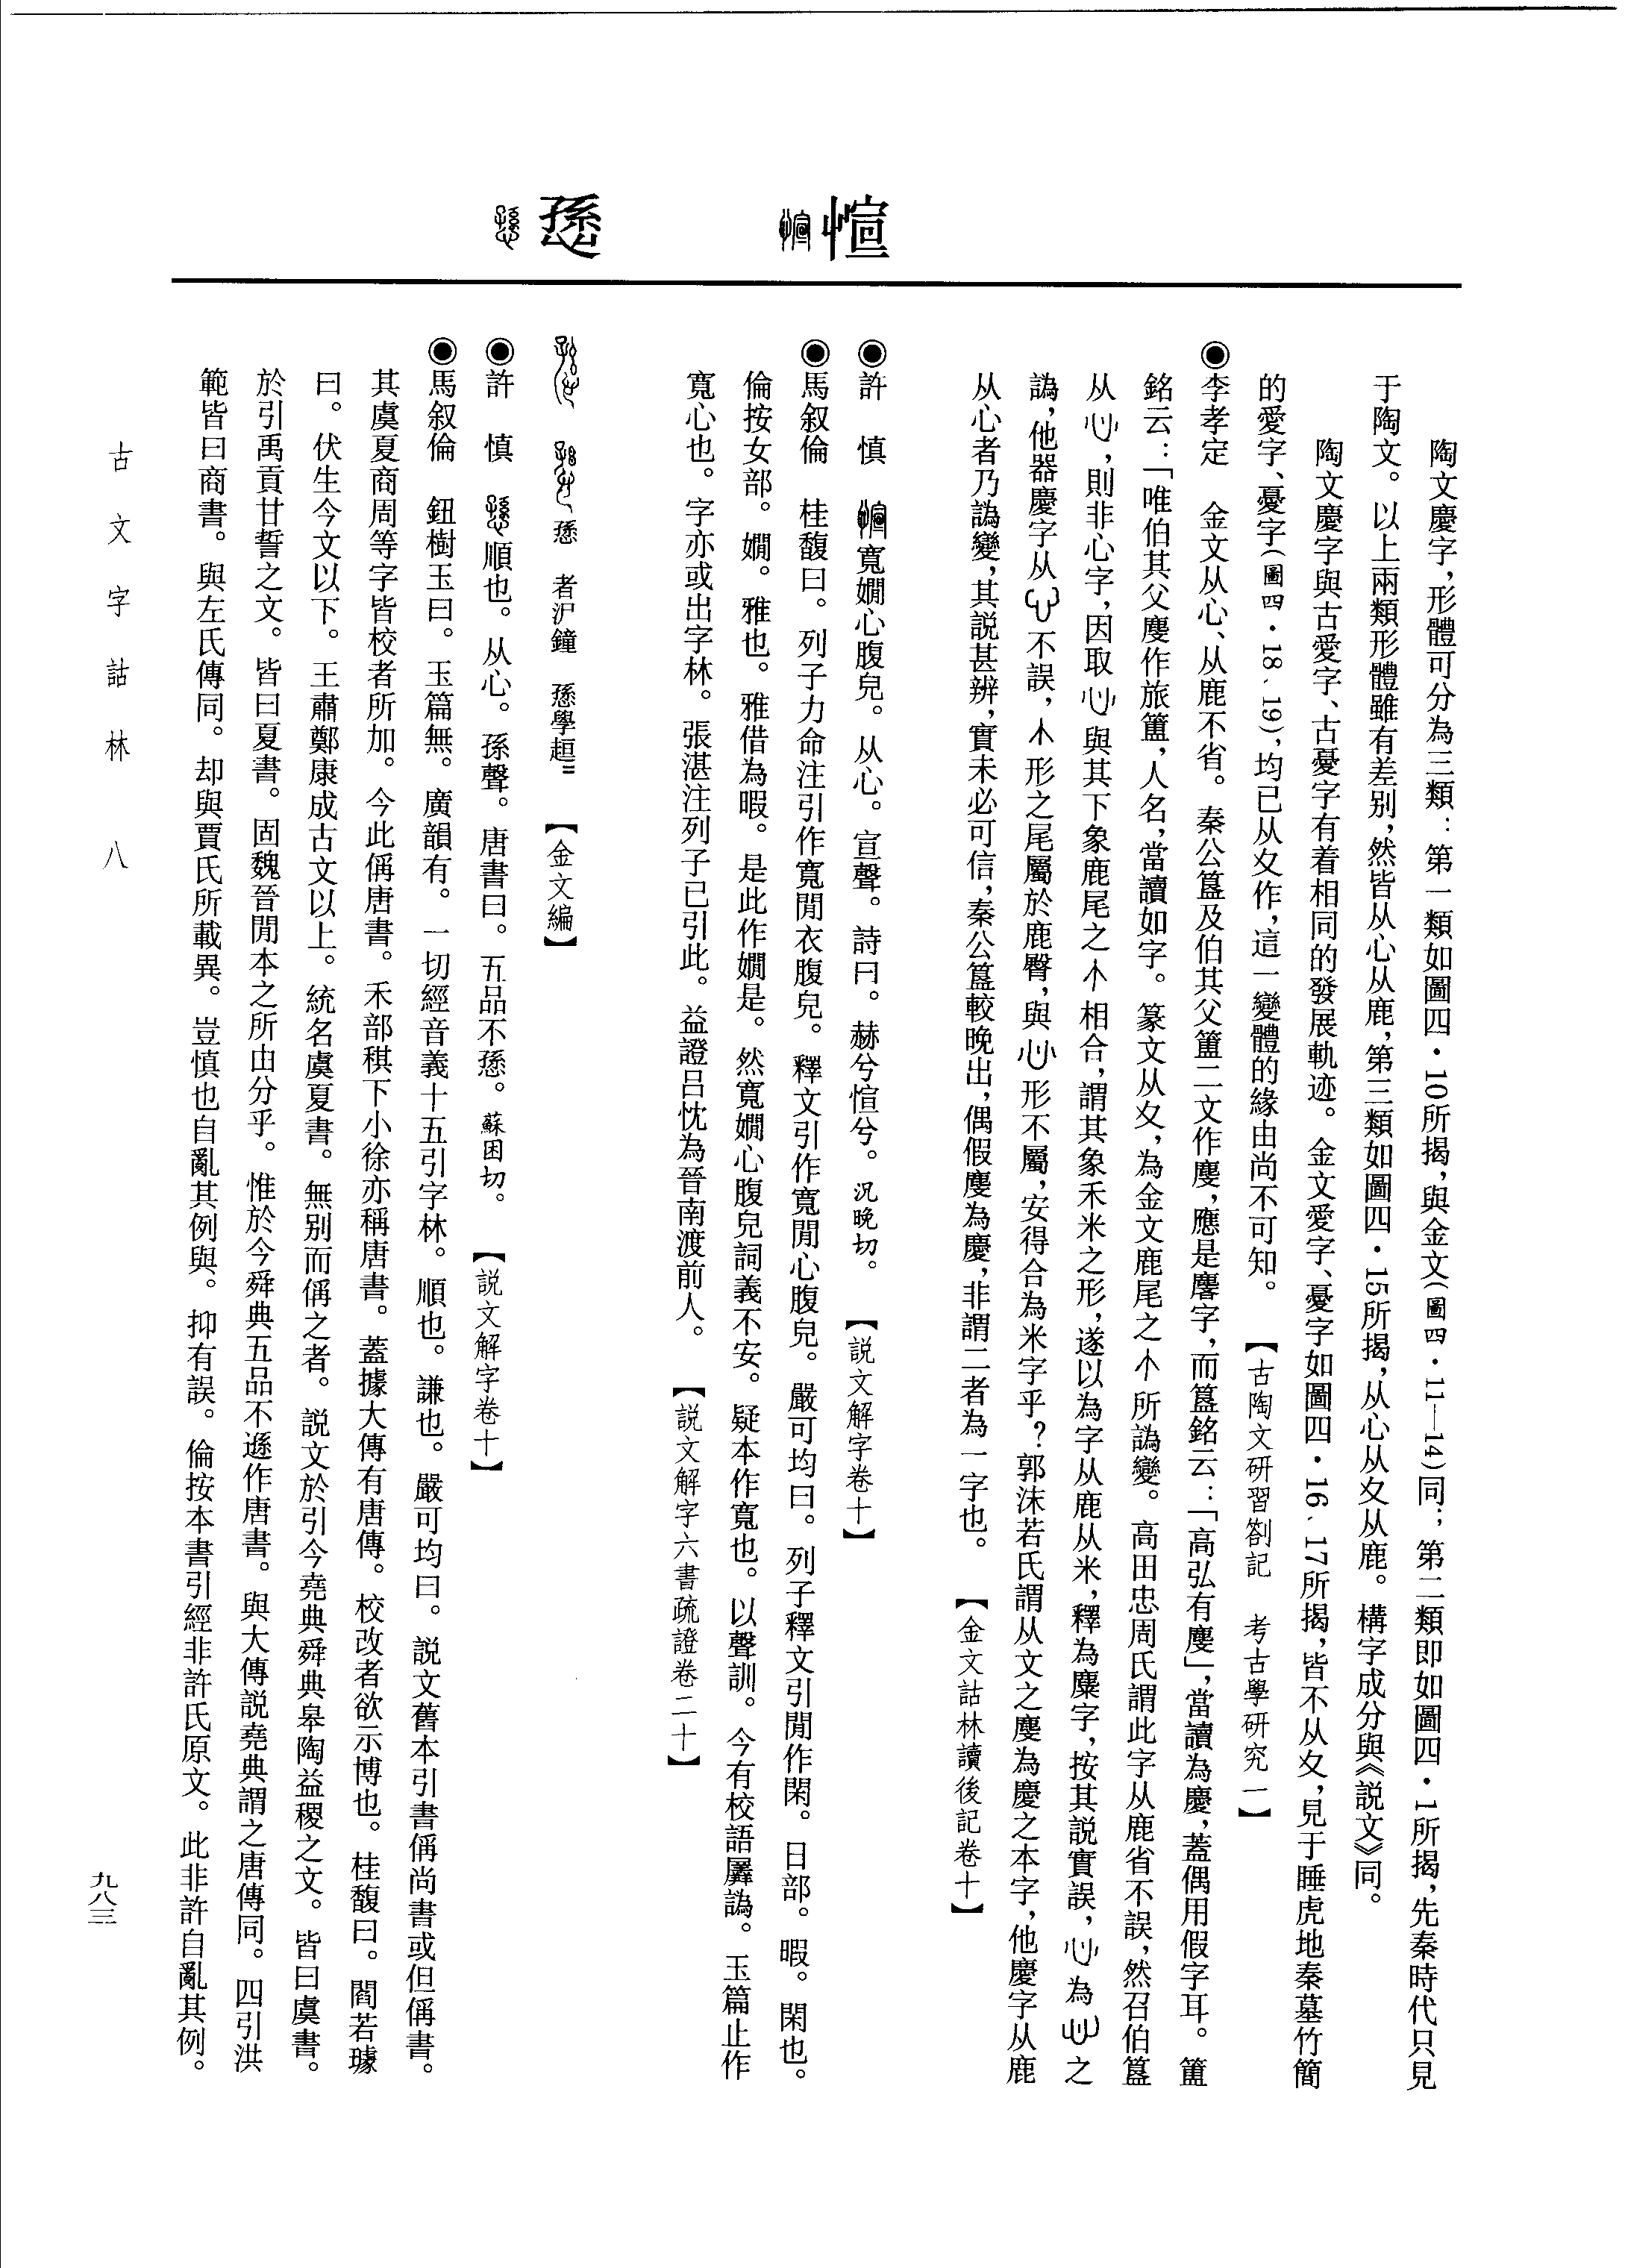 愃
愻
陶文慶字，形體可分為三類：第一類如圖四·10所揭，與金文（圖四·11—14）同；第二類即如圖四·1所揭，先秦時代只見
于陶文。以上兩類形體雖有差别，然皆从心从鹿，第三類如圖四·15所揭，从心从夊从鹿。構字成分與《説文》同。
陶文慶字與古愛字、古憂字有着相同的發展軌迹。金文愛字、憂字如圖四·16、17所揭，皆不从夊，見于睡虎地秦墓竹簡
的愛字、憂字（圖四·18、19），均已从夊作，這一變體的緣由尚不可知。【古陶文研習劄記　考古學研究一】
◉李孝定　金文从心、从鹿不省。秦公簋及伯其父簠二文作麐，應是麐字，而簋銘云：「高弘有麐」，當讀為慶，蓋偶用假字耳。簠
銘云：「唯伯其父麐作旅簠，人名，當讀如字。篆文从夊，為金文鹿尾之所譌變。高田忠周氏謂此字从鹿省不誤，然召伯簋
从，則非心字，因取與其下象鹿尾之相合，謂其象禾米之形，遂以為字从鹿从米，釋為麋字，按其説實誤，為之
譌，他器慶字从不誤，形之尾屬於鹿臀，與形不屬，安得合為米字乎？郭沫若氏謂从文之麐為慶之本字，他慶字从鹿
从心者乃譌變，其説甚辨，實未必可信，秦公簋較晚出，偶假麐為慶，非謂二者為一字也。【金文詁林讀後記卷十】
◉許　慎　寬嫺心腹皃。从心。宣聲。詩曰。赫兮愃兮。況晚切。【説文解字卷十】
◉馬叙倫　桂馥曰。列子力命注引作寬閒衣腹皃。釋文引作寬閒心腹皃。嚴可均曰。列子釋文引閒作閑。日部。暇。閑也。
倫按女部。嫺。雅也。雅借為暇。是此作嫺是。然寬嫺心腹皃詞義不安。疑本作寬也。以聲訓。今有校語羼譌。玉篇止作
寬心也。字亦或出字林。張湛注列子已引此。益證吕忱為晉南渡前人。【説文解字六書疏證卷二十】
愻　者沪鐘　愻學趄〓【金文編】
◉許　慎　順也。从心。孫聲。唐書曰。五品不愻。蘇困切。【説文解字卷十】
◉馬叙倫　鈕樹玉曰。玉篇無。廣韻有。一切經音義十五引字林。順也。謙也。嚴可均曰。説文舊本引書偁尚書或但偁書。
其虞夏商周等字皆校者所加。今此偁唐書。禾部稘下小徐亦稱唐書。蓋據大傳有唐傳。校改者欲示博也。桂馥曰。閻若璩
曰。伏生今文以下。王肅鄭康成古文以上。統名虞夏書。無别而偁之者。説文於引今堯典舜典皋陶益稷之文。皆曰虞書。
於引禹貢甘誓之文。皆曰夏書。固魏晉閒本之所由分乎。惟於今舜典五品不遜作唐書。與大傳説堯典謂之唐傳同。四引洪
範皆曰商書。與左氏傳同。却與賈氏所載異。豈慎也自亂其例與。抑有誤。倫按本書引經非許氏原文。此非許自亂其例。
古文字詁林　八
九八三